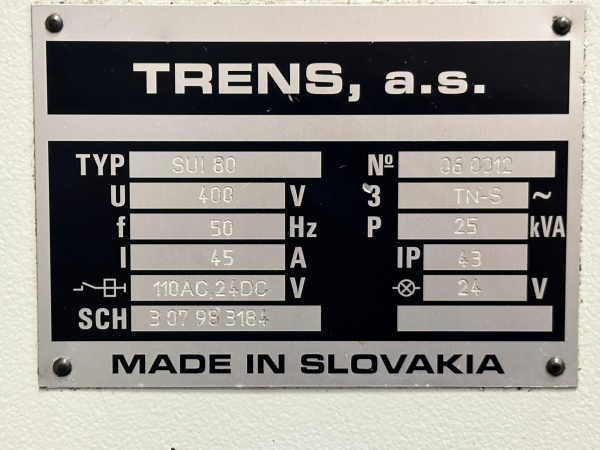 TRENS, a.s.
TYP SUI 80 Nº 06 0012
U 400 V 3 TN-S ~
f 50 Hz P 25 kVA
I 45 A IP 43
110AC,24DC V 24 V
SCH 3 07 98 3184
MADE IN SLOVAKIA